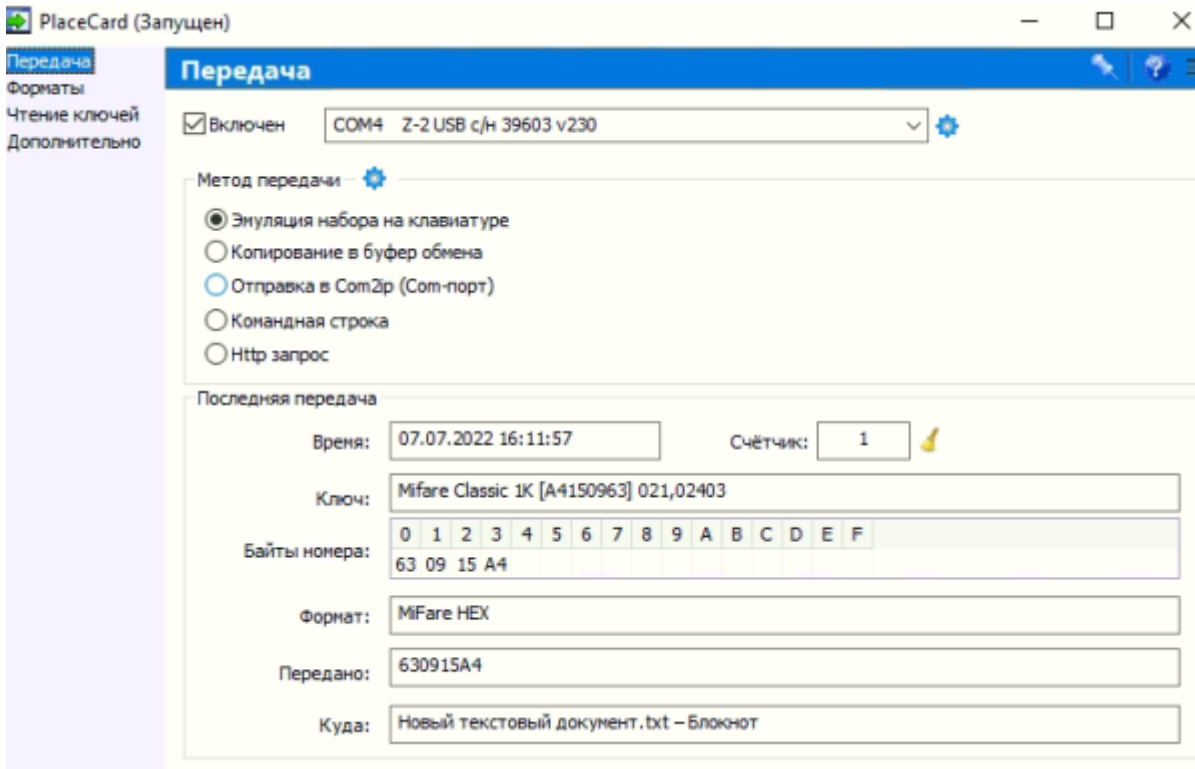 PlaceCard (Запущен)
Передача
Форматы
Чтение ключей
Дополнительно
Передача
Включен
COM4 Z-2 USB с/н 39603 v230
Метод передачи
Эмуляция набора на клавиатуре
Копирование в буфер обмена
Отправка в Com2ip (Com-порт)
Командная строка
Http запрос
Последняя передача
Время: 07.07.2022 16:11:57 Счётчик: 1
Ключ: Mifare Classic 1K [A4150963] 021,02403
0 1 2 3 4 5 6 7 8 9 A B C D E F
Байты номера:
63 09 15 A4
Формат: MiFare HEX
Передано: 630915A4
Куда: Новый текстовый документ.txt – Блокнот